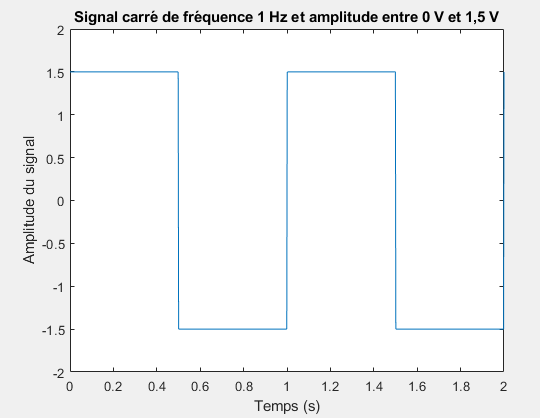 Signal carré de fréquence 1 Hz et amplitude entre 0 V et 1,5 V
2
1.5
1
0.5
0
-0.5
-1
-1.5
-2
Amplitude du signal
0 0.2 0.4 0.6 0.8 1 1.2 1.4 1.6 1.8 2
Temps (s)